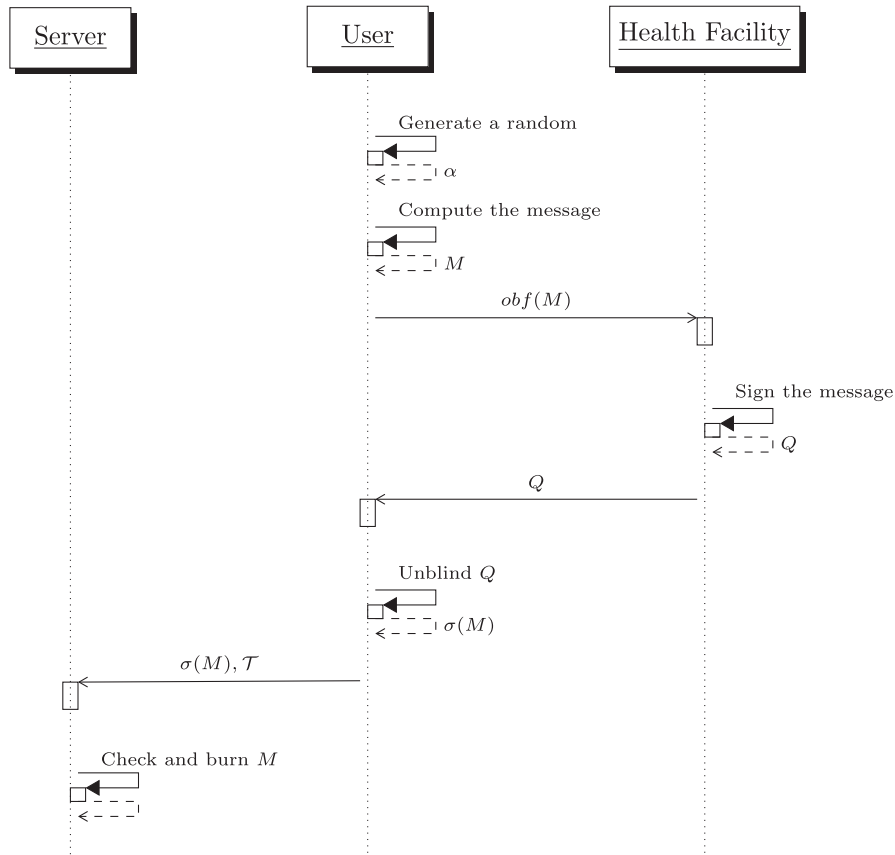 Server
User
Health Facility
Generate a random
α
Compute the message
M
obf(M)
Sign the message
Q
Q
Unblind Q
σ(M)
σ(M), 𝒯
Check and burn M